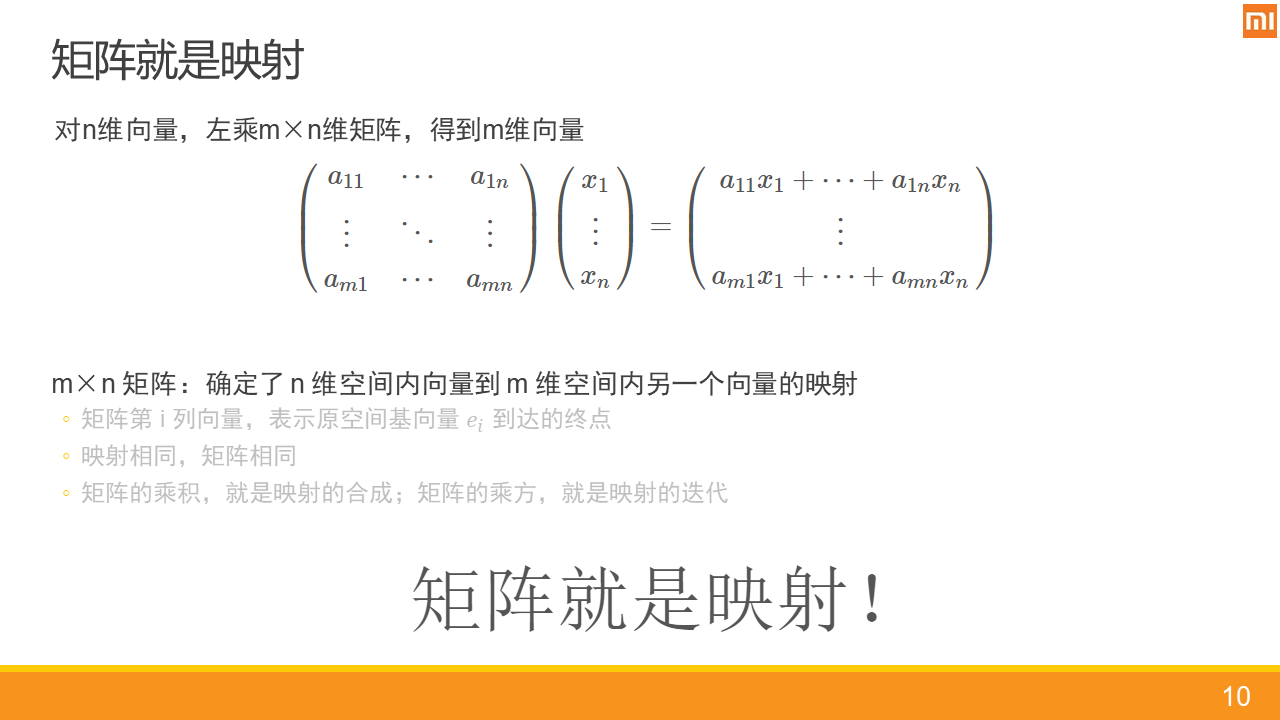 mi
矩阵就是映射
对n维向量，左乘m×n维矩阵，得到m维向量
\begin{pmatrix} a_{11} & \cdots & a_{1n} \\ \vdots & \ddots & \vdots \\ a_{m1} & \cdots & a_{mn} \end{pmatrix} \begin{pmatrix} x_1 \\ \vdots \\ x_n \end{pmatrix} = \begin{pmatrix} a_{11}x_1 + \cdots + a_{1n}x_n \\ \vdots \\ a_{m1}x_1 + \cdots + a_{mn}x_n \end{pmatrix}
m×n 矩阵：确定了 n 维空间内向量到 m 维空间内另一个向量的映射
◦ 矩阵第 i 列向量，表示原空间基向量 e_i 到达的终点
◦ 映射相同，矩阵相同
◦ 矩阵的乘积，就是映射的合成；矩阵的乘方，就是映射的迭代
矩阵就是映射！
10